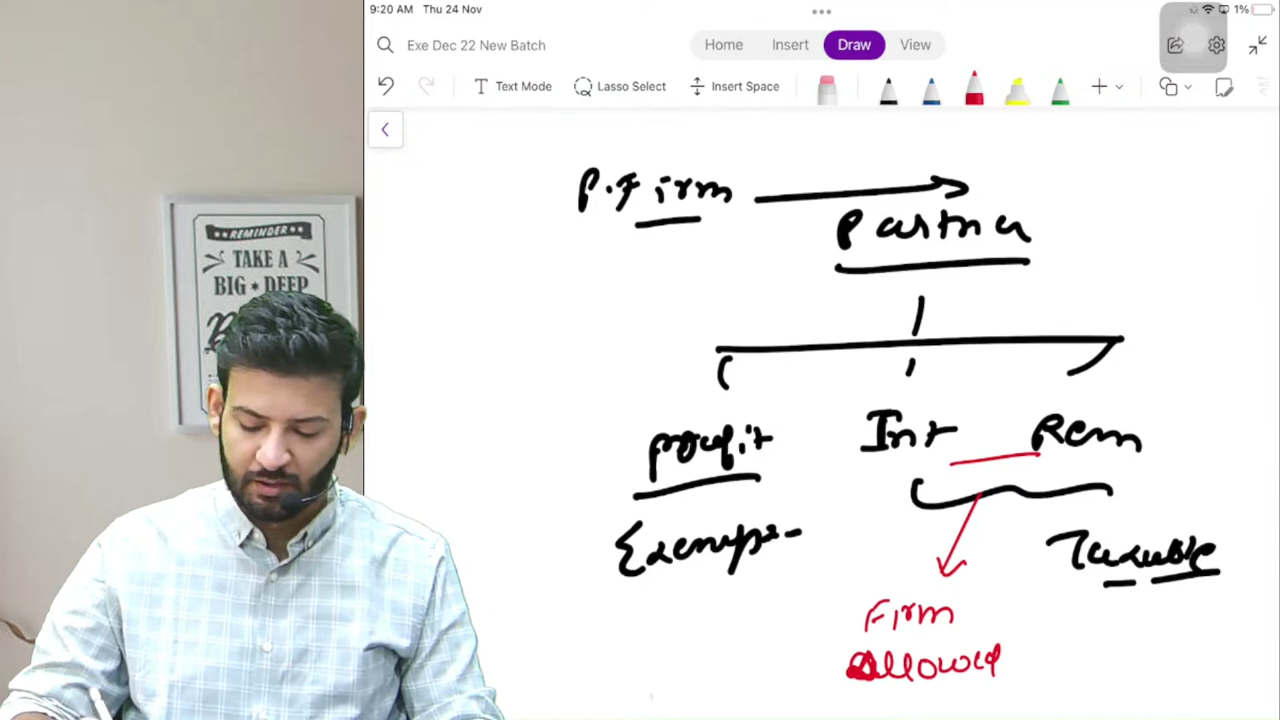 9:20 AM Thu 24 Nov
1%
Exe Dec 22 New Batch
Home Insert Draw View
Text Mode Lasso Select Insert Space
REMINDER
TAKE A
BIG DEEP
P. Firm
Partner
Profit Int Rem
Exempt Taxable
Firm
Allowed